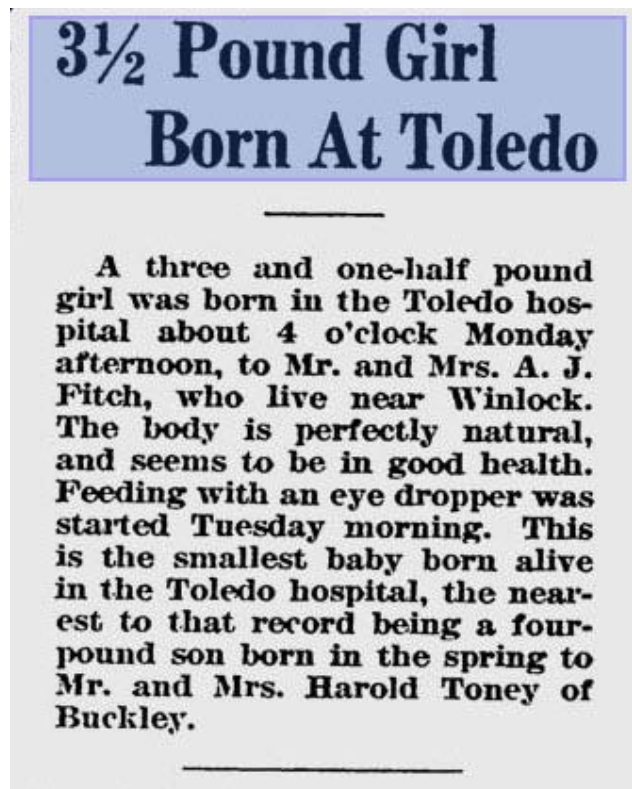 3½ Pound Girl
Born At Toledo
A three and one-half pound
girl was born in the Toledo hos-
pital about 4 o'clock Monday
afternoon, to Mr. and Mrs. A. J.
Fitch, who live near Winlock.
The body is perfectly natural,
and seems to be in good health.
Feeding with an eye dropper was
started Tuesday morning. This
is the smallest baby born alive
in the Toledo hospital, the near-
est to that record being a four-
pound son born in the spring to
Mr. and Mrs. Harold Toney of
Buckley.